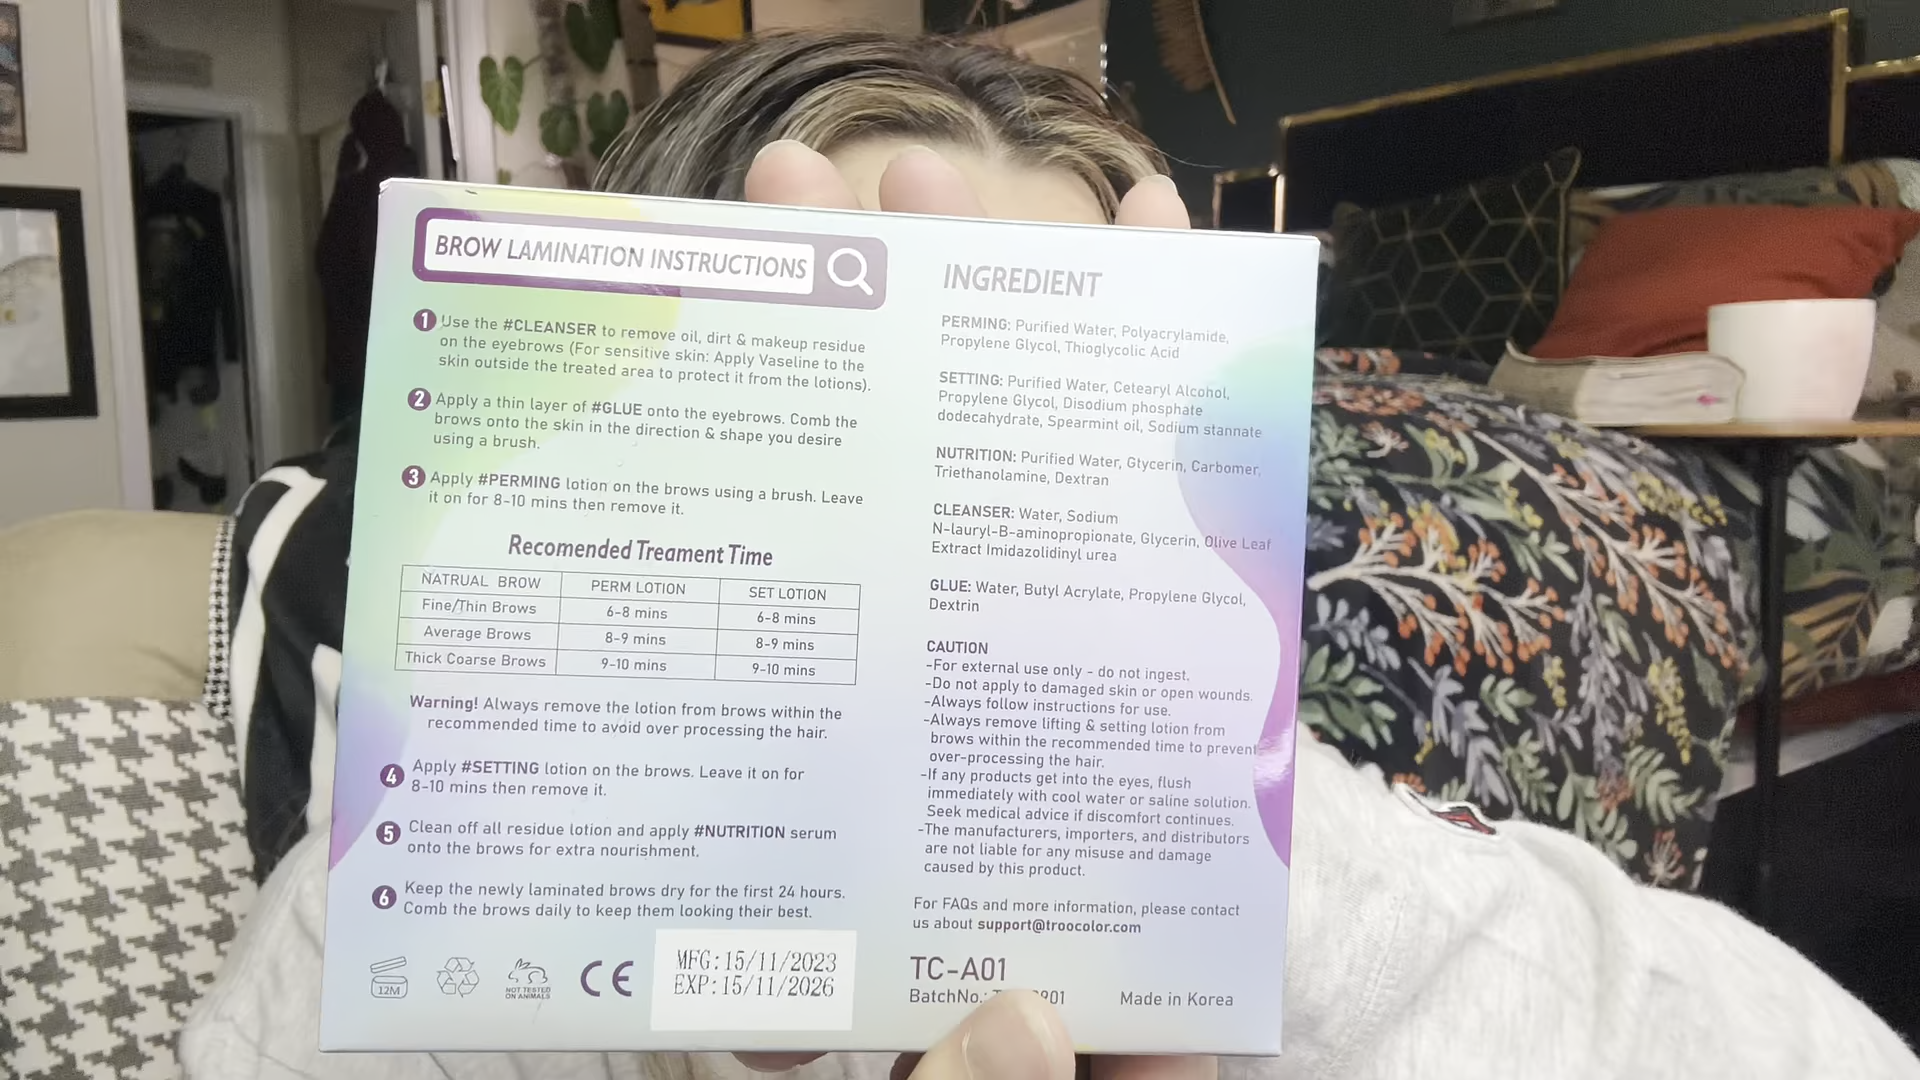 BROW LAMINATION INSTRUCTIONS
1 Use the #CLEANSER to remove oil, dirt & makeup residue
on the eyebrows (For sensitive skin: Apply Vaseline to the
skin outside the treated area to protect it from the lotions).
2 Apply a thin layer of #GLUE onto the eyebrows. Comb the
brows onto the skin in the direction & shape you desire
using a brush.
3 Apply #PERMING lotion on the brows using a brush. Leave
it on for 8-10 mins then remove it.
Recomended Treament Time
NATRUAL BROW PERM LOTION SET LOTION
Fine/Thin Brows 6-8 mins 6-8 mins
Average Brows 8-9 mins 8-9 mins
Thick Coarse Brows 9-10 mins 9-10 mins
Warning! Always remove the lotion from brows within the
recommended time to avoid over processing the hair.
4 Apply #SETTING lotion on the brows. Leave it on for
8-10 mins then remove it.
5 Clean off all residue lotion and apply #NUTRITION serum
onto the brows for extra nourishment.
6 Keep the newly laminated brows dry for the first 24 hours.
Comb the brows daily to keep them looking their best.
12M
NOT TESTED
ON ANIMALS
CE
MFG:15/11/2023
EXP:15/11/2026
INGREDIENT
PERMING: Purified Water, Polyacrylamide,
Propylene Glycol, Thioglycolic Acid
SETTING: Purified Water, Cetearyl Alcohol,
Propylene Glycol, Disodium phosphate
dodecahydrate, Spearmint oil, Sodium stannate
NUTRITION: Purified Water, Glycerin, Carbomer,
Triethanolamine, Dextran
CLEANSER: Water, Sodium
N-lauryl-B-aminopropionate, Glycerin, Olive Leaf
Extract Imidazolidinyl urea
GLUE: Water, Butyl Acrylate, Propylene Glycol,
Dextrin
CAUTION
-For external use only - do not ingest.
-Do not apply to damaged skin or open wounds.
-Always follow instructions for use.
-Always remove lifting & setting lotion from
brows within the recommended time to prevent
over-processing the hair.
-If any products get into the eyes, flush
immediately with cool water or saline solution.
Seek medical advice if discomfort continues.
-The manufacturers, importers, and distributors
are not liable for any misuse and damage
caused by this product.
For FAQs and more information, please contact
us about support@troocolor.com
TC-A01
BatchNo.:
Made in Korea